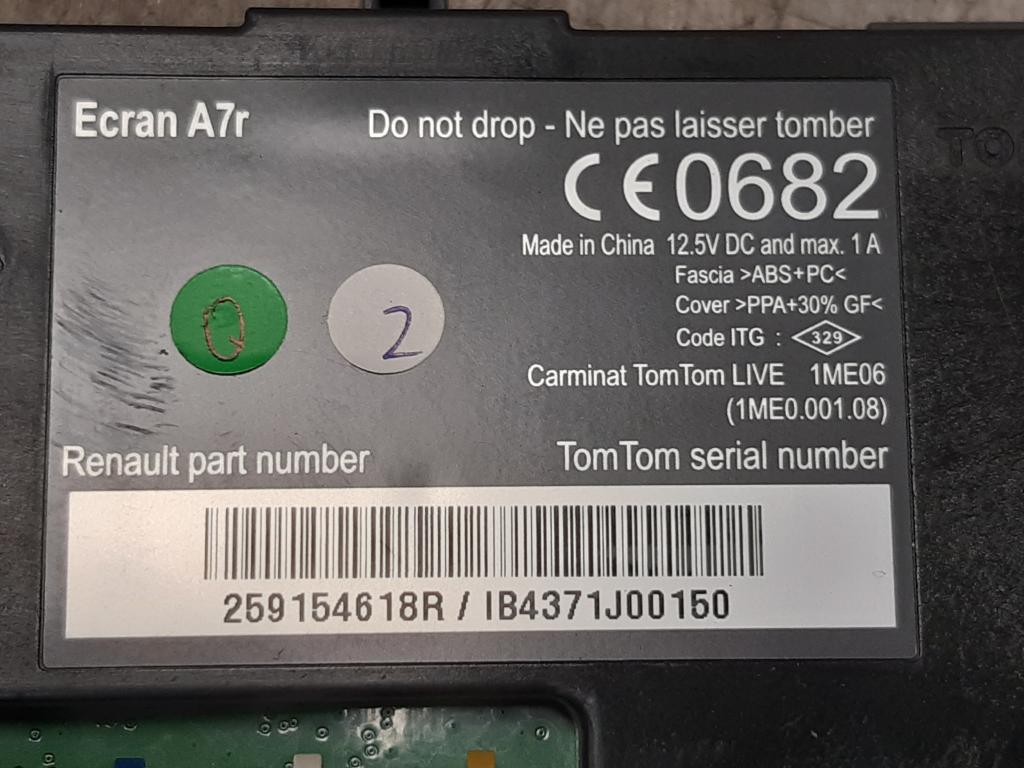 Ecran A7r
Do not drop - Ne pas laisser tomber
CE0682
Made in China 12.5V DC and max. 1 A
Fascia >ABS+PC<
Cover >PPA+30% GF<
Code ITG : 329
Q
2
Carminat TomTom LIVE 1ME06
(1ME0.001.08)
Renault part number
TomTom serial number
259154618R / IB4371J00150